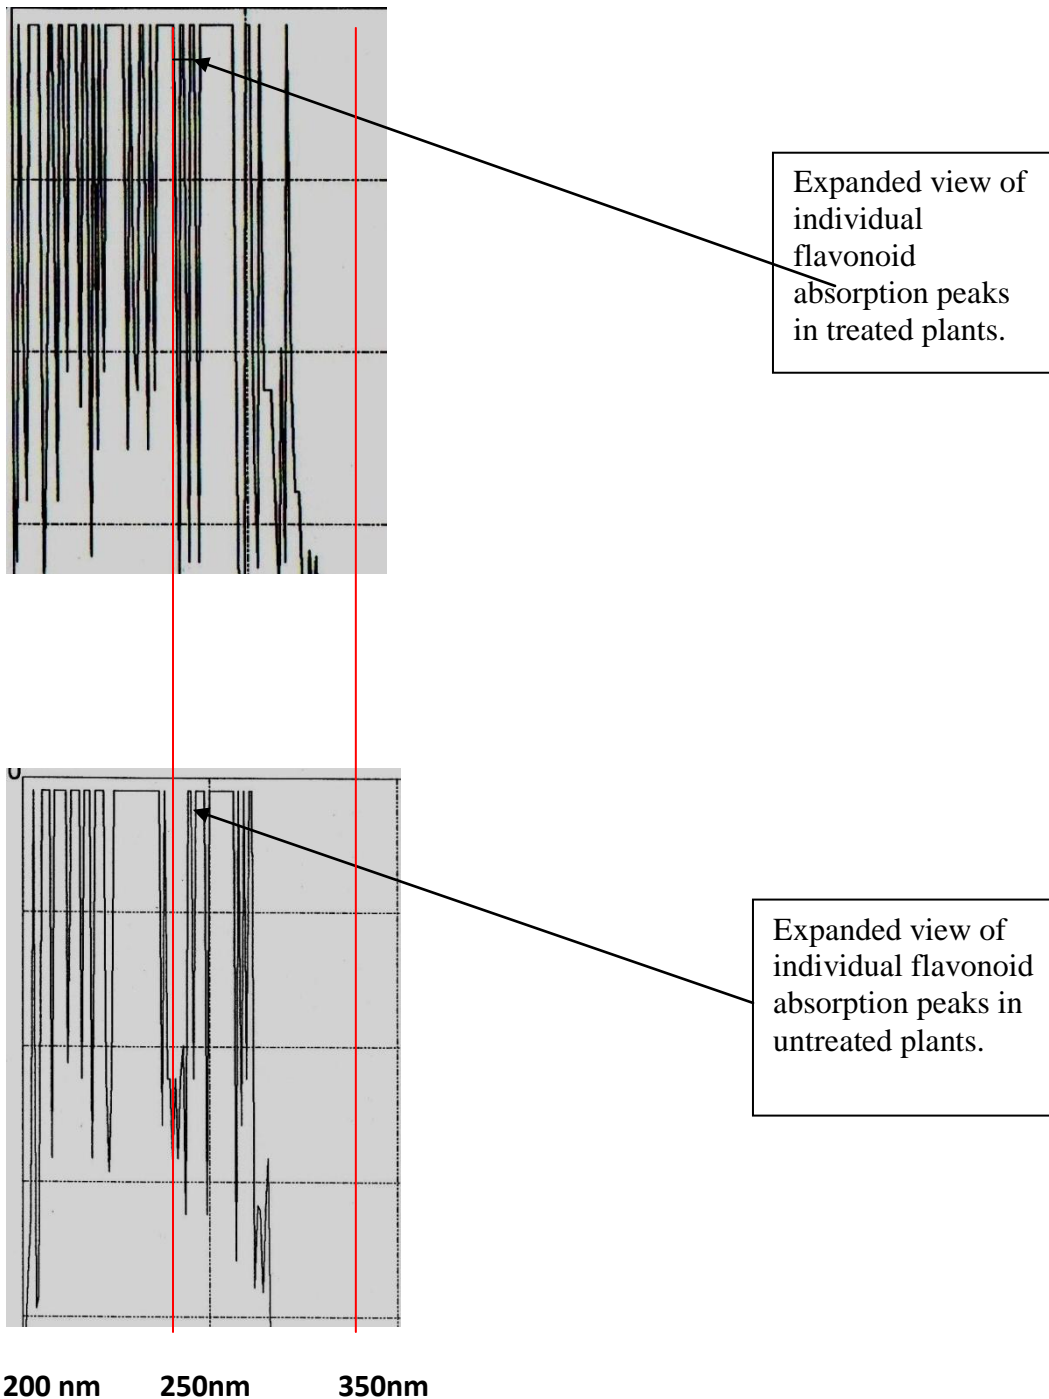 Expanded view of
individual
flavonoid
absorption peaks
in treated plants.
Expanded view of
individual flavonoid
absorption peaks in
untreated plants.
200 nm 250nm 350nm